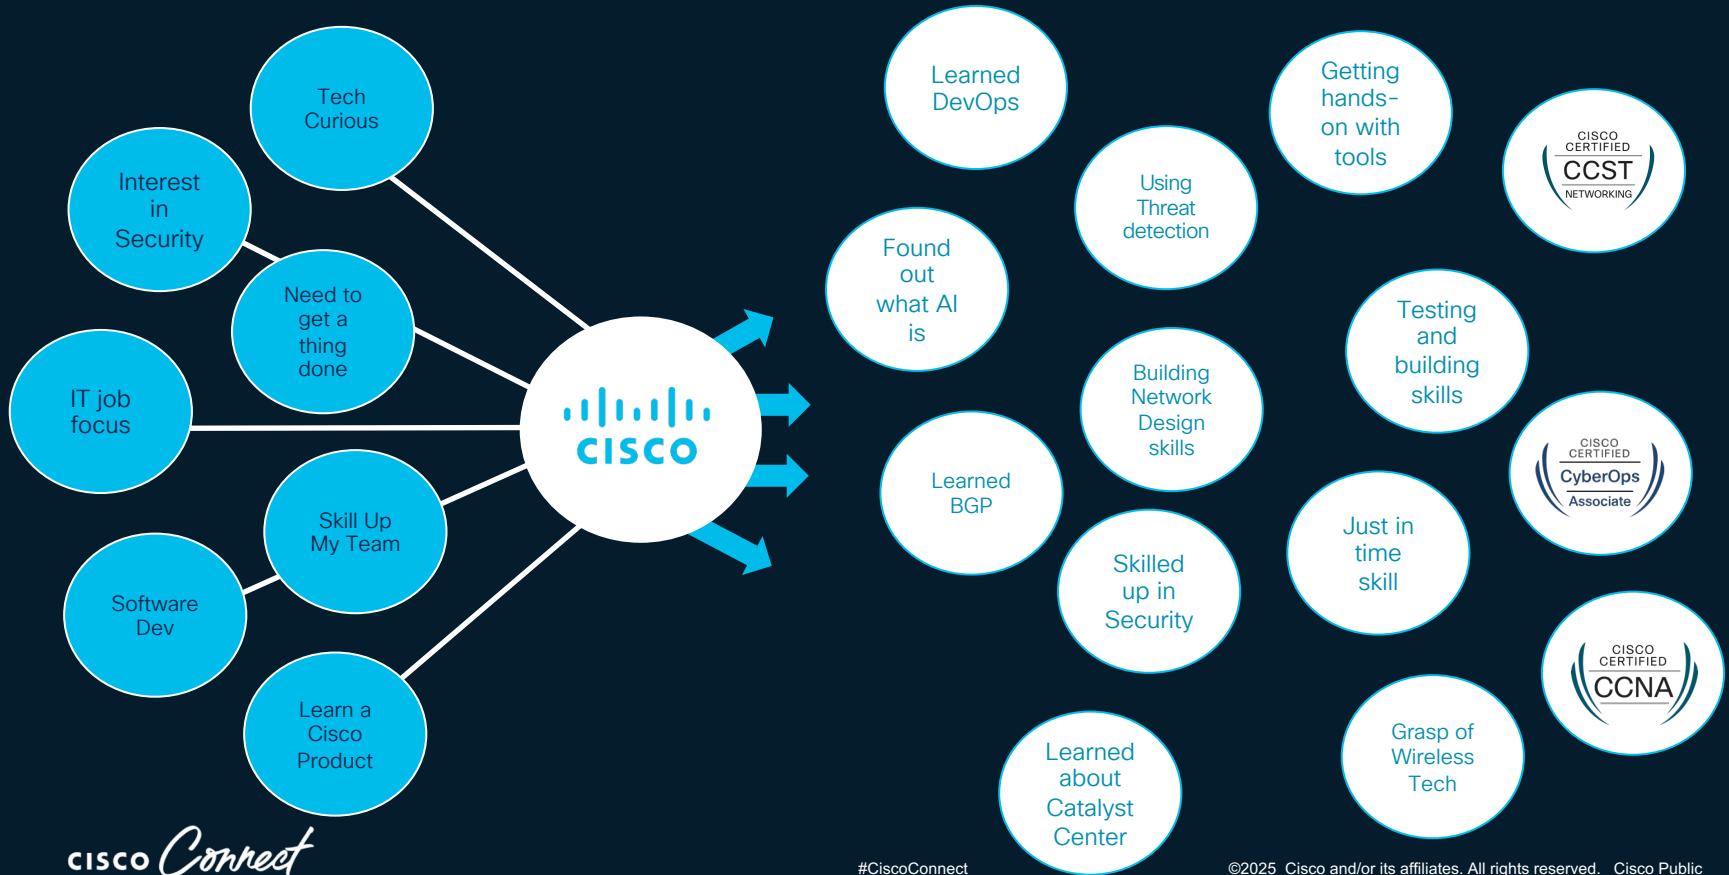 Tech
Curious
Interest
in
Security
Need to
get a
thing
done
IT job
focus
Skill Up
My Team
Software
Dev
Learn a
Cisco
Product
CISCO
Learned
DevOps
Getting
hands-
on with
tools
CISCO
CERTIFIED
CCST
NETWORKING
Using
Threat
detection
Found
out
what AI
is
Testing
and
building
skills
Building
Network
Design
skills
CISCO
CERTIFIED
CyberOps
Associate
Learned
BGP
Just in
time
skill
Skilled
up in
Security
CISCO
CERTIFIED
CCNA
Grasp of
Wireless
Tech
Learned
about
Catalyst
Center
CISCO Connect
#CiscoConnect
©2025 Cisco and/or its affiliates. All rights reserved. Cisco Public